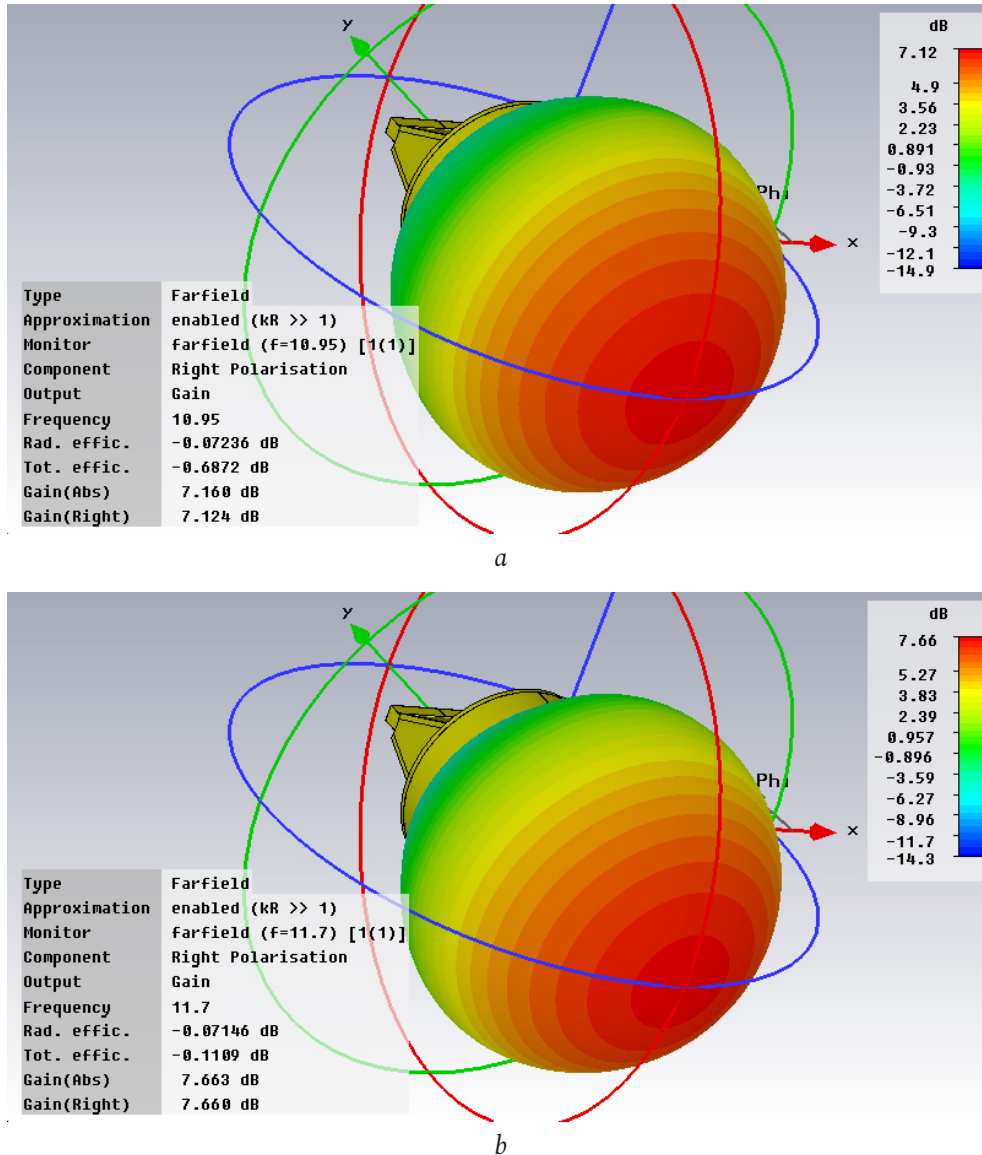 y
dB
7.12
4.9
3.56
2.23
0.891
-0.93
-3.72
-6.51
-9.3
-12.1
-14.9
Phi
x
Type Farfield
Approximation enabled (kR >> 1)
Monitor farfield (f=10.95) [1(1)]
Component Right Polarisation
Output Gain
Frequency 10.95
Rad. effic. -0.07236 dB
Tot. effic. -0.6872 dB
Gain(Abs) 7.160 dB
Gain(Right) 7.124 dB
a
y
dB
7.66
5.27
3.83
2.39
0.957
-0.896
-3.59
-6.27
-8.96
-11.7
-14.3
Phi
x
Type Farfield
Approximation enabled (kR >> 1)
Monitor farfield (f=11.7) [1(1)]
Component Right Polarisation
Output Gain
Frequency 11.7
Rad. effic. -0.07146 dB
Tot. effic. -0.1109 dB
Gain(Abs) 7.663 dB
Gain(Right) 7.660 dB
b